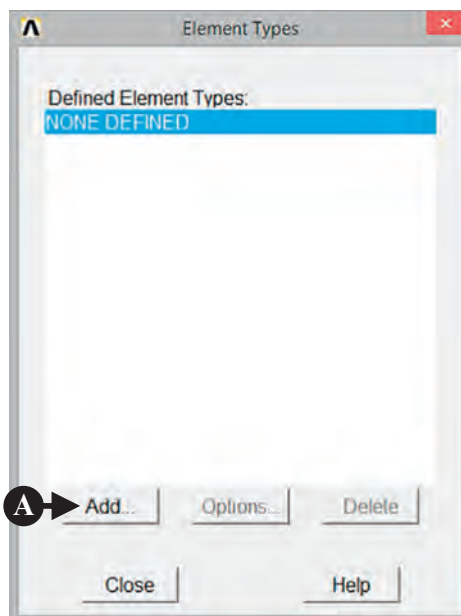 Element Types
Defined Element Types:
NONE DEFINED
A
Add... Options... Delete
Close Help